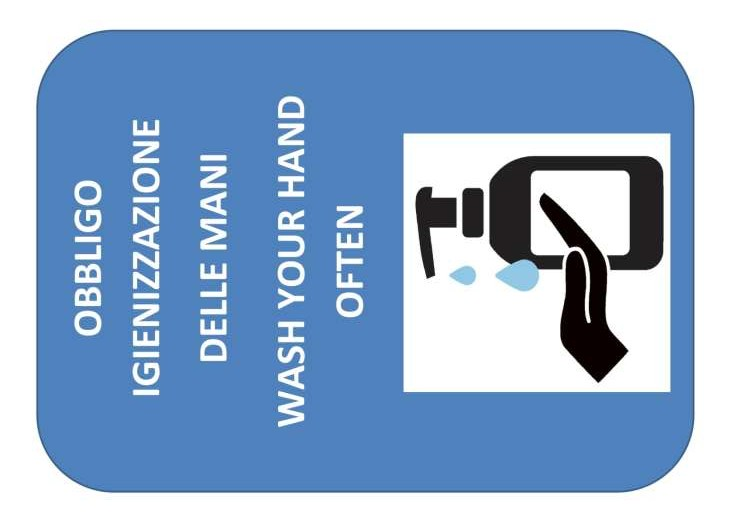 OBBLIGO
IGIENIZZAZIONE
DELLE MANI
WASH YOUR HAND
OFTEN